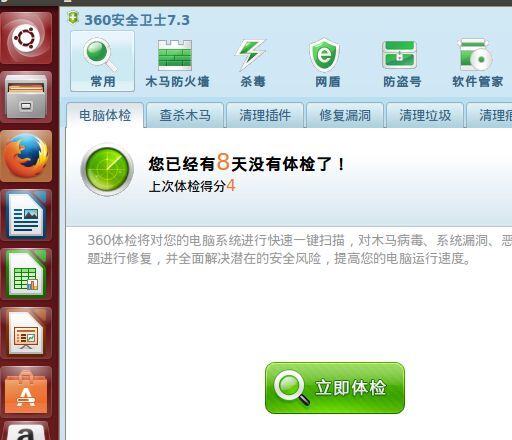 360安全卫士7.3
常用 木马防火墙 杀毒 网盾 防盗号 软件管家
电脑体检 查杀木马 清理插件 修复漏洞 清理垃圾 清理痕
您已经有8天没有体检了！
上次体检得分4
360体检将对您的电脑系统进行快速一键扫描，对木马病毒、系统漏洞、恶
题进行修复，并全面解决潜在的安全风险，提高您的电脑运行速度。
立即体检